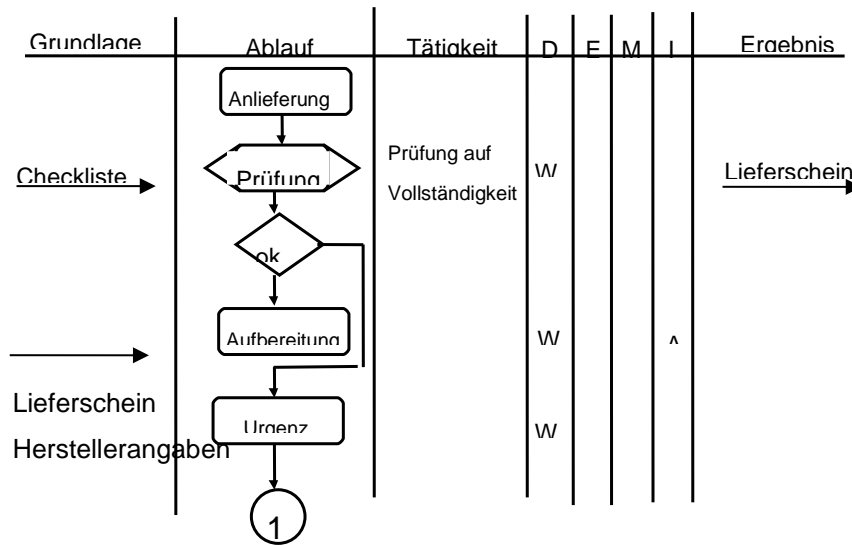 Grundlage Ablauf Tätigkeit D E M I Ergebnis
Anlieferung
Checkliste Prüfung Prüfung auf Vollständigkeit W Lieferschein
ok
Aufbereitung W
Lieferschein
Herstellerangaben
Urgenz W
1